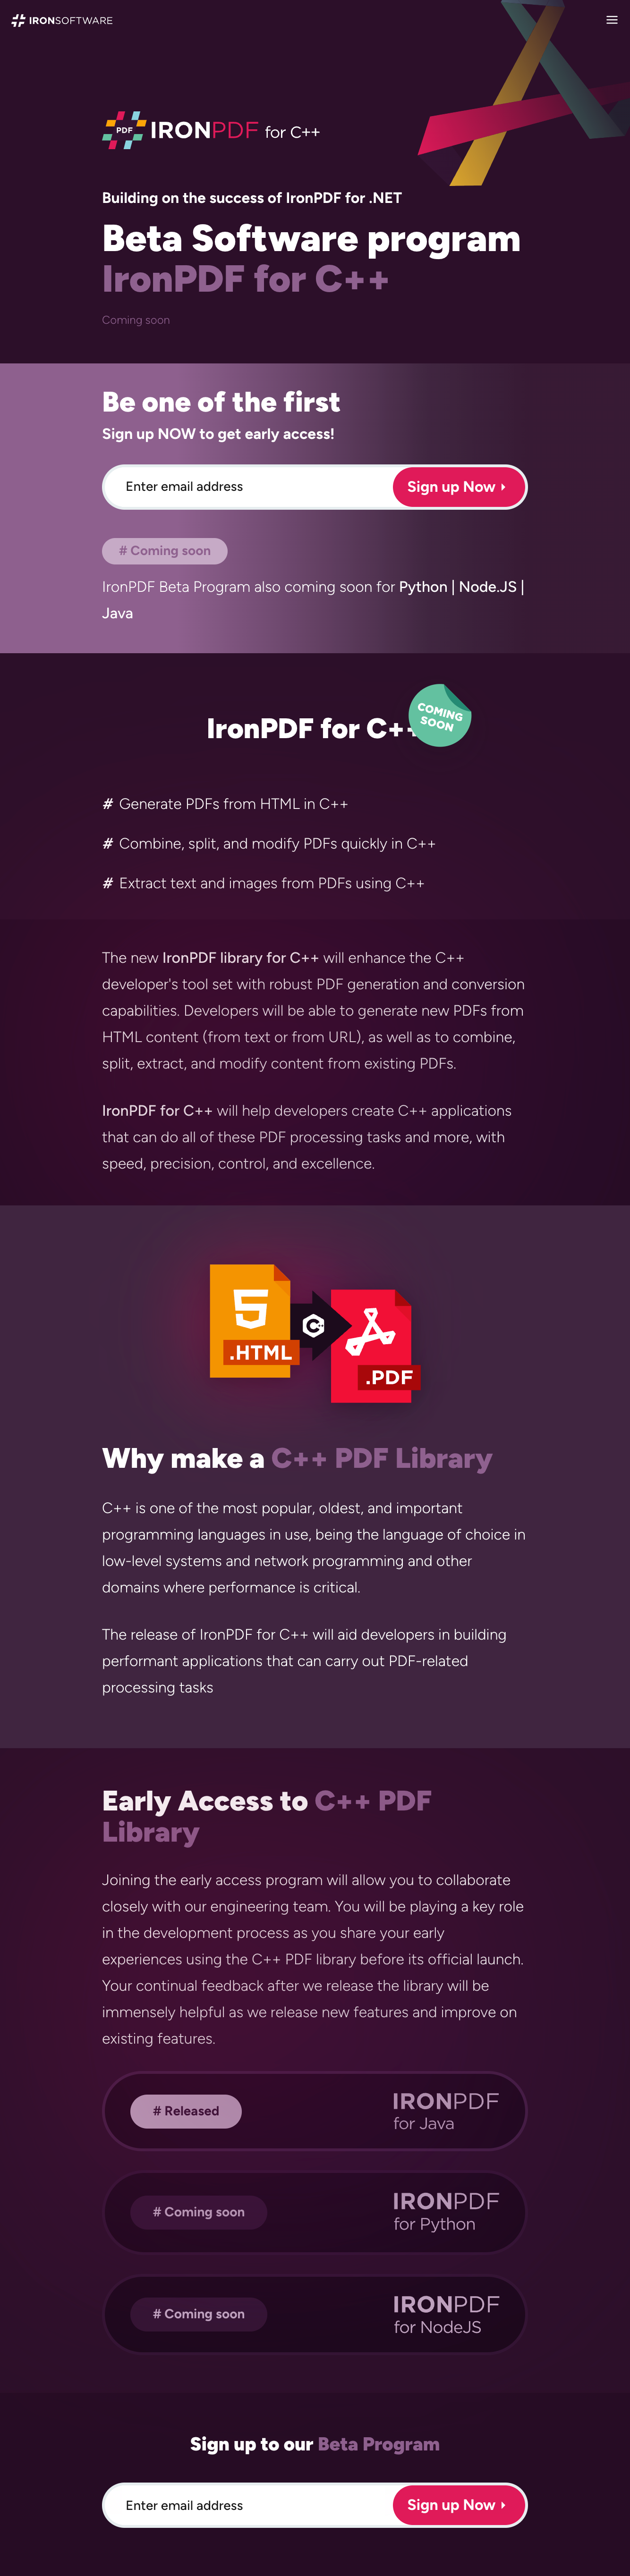 IRONSOFTWARE
PDF IRONPDF for C++
Building on the success of IronPDF for .NET
Beta Software program
IronPDF for C++
Coming soon
Be one of the first
Sign up NOW to get early access!
Enter email address Sign up Now
# Coming soon
IronPDF Beta Program also coming soon for Python | Node.JS |
Java
COMING
SOON
IronPDF for C++
# Generate PDFs from HTML in C++
# Combine, split, and modify PDFs quickly in C++
# Extract text and images from PDFs using C++
The new IronPDF library for C++ will enhance the C++
developer's tool set with robust PDF generation and conversion
capabilities. Developers will be able to generate new PDFs from
HTML content (from text or from URL), as well as to combine,
split, extract, and modify content from existing PDFs.
IronPDF for C++ will help developers create C++ applications
that can do all of these PDF processing tasks and more, with
speed, precision, control, and excellence.
5 C++
.HTML .PDF
Why make a C++ PDF Library
C++ is one of the most popular, oldest, and important
programming languages in use, being the language of choice in
low-level systems and network programming and other
domains where performance is critical.
The release of IronPDF for C++ will aid developers in building
performant applications that can carry out PDF-related
processing tasks
Early Access to C++ PDF
Library
Joining the early access program will allow you to collaborate
closely with our engineering team. You will be playing a key role
in the development process as you share your early
experiences using the C++ PDF library before its official launch.
Your continual feedback after we release the library will be
immensely helpful as we release new features and improve on
existing features.
# Released IRONPDF
for Java
# Coming soon IRONPDF
for Python
# Coming soon IRONPDF
for NodeJS
Sign up to our Beta Program
Enter email address Sign up Now